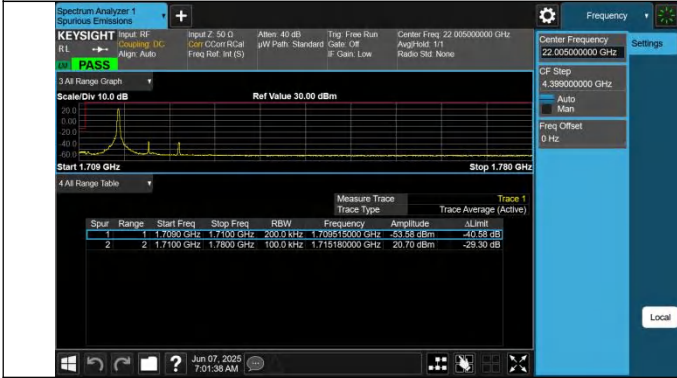 Spectrum Analyzer 1
Spurious Emissions
+
Frequency
KEYSIGHT Input: RF Input Z: 50 Ω Atten: 40 dB Trig: Free Run Center Freq: 22.005000000 GHz
RL Coupling: DC Corr CCorr RCal µW Path: Standard Gate: Off Avg|Hold: 1/1
Align: Auto Freq Ref: Int (S) IF Gain: Low Radio Std: None
PASS
Center Frequency
22.005000000 GHz
Settings
CF Step
4.399000000 GHz
Auto
Man
Freq Offset
0 Hz
3 All Range Graph
Scale/Div 10.0 dB Ref Value 30.00 dBm
20.0
0.00
-20.0
-40.0
-60.0
Start 1.709 GHz Stop 1.780 GHz
4 All Range Table
Measure Trace Trace 1
Trace Type Trace Average (Active)
Spur Range Start Freq Stop Freq RBW Frequency Amplitude ΔLimit
1 1 1.7090 GHz 1.7100 GHz 200.0 kHz 1.709515000 GHz -53.58 dBm -40.58 dB
2 2 1.7100 GHz 1.7800 GHz 100.0 kHz 1.715180000 GHz 20.70 dBm -29.30 dB
Local
?
Jun 07, 2025
7:01:38 AM